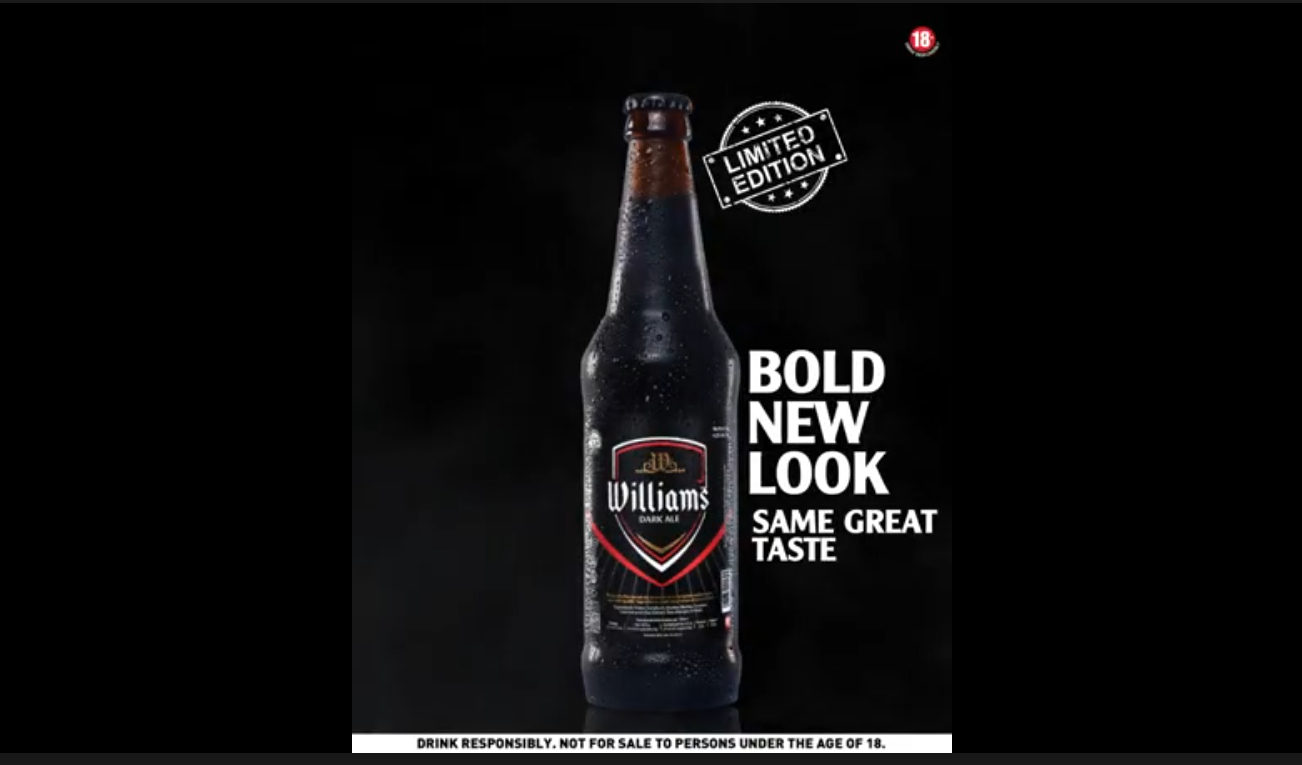 18+
LIMITED
EDITION
BOLD
NEW
LOOK
SAME GREAT
TASTE
W
Williams
DARK ALE
DRINK RESPONSIBLY. NOT FOR SALE TO PERSONS UNDER THE AGE OF 18.